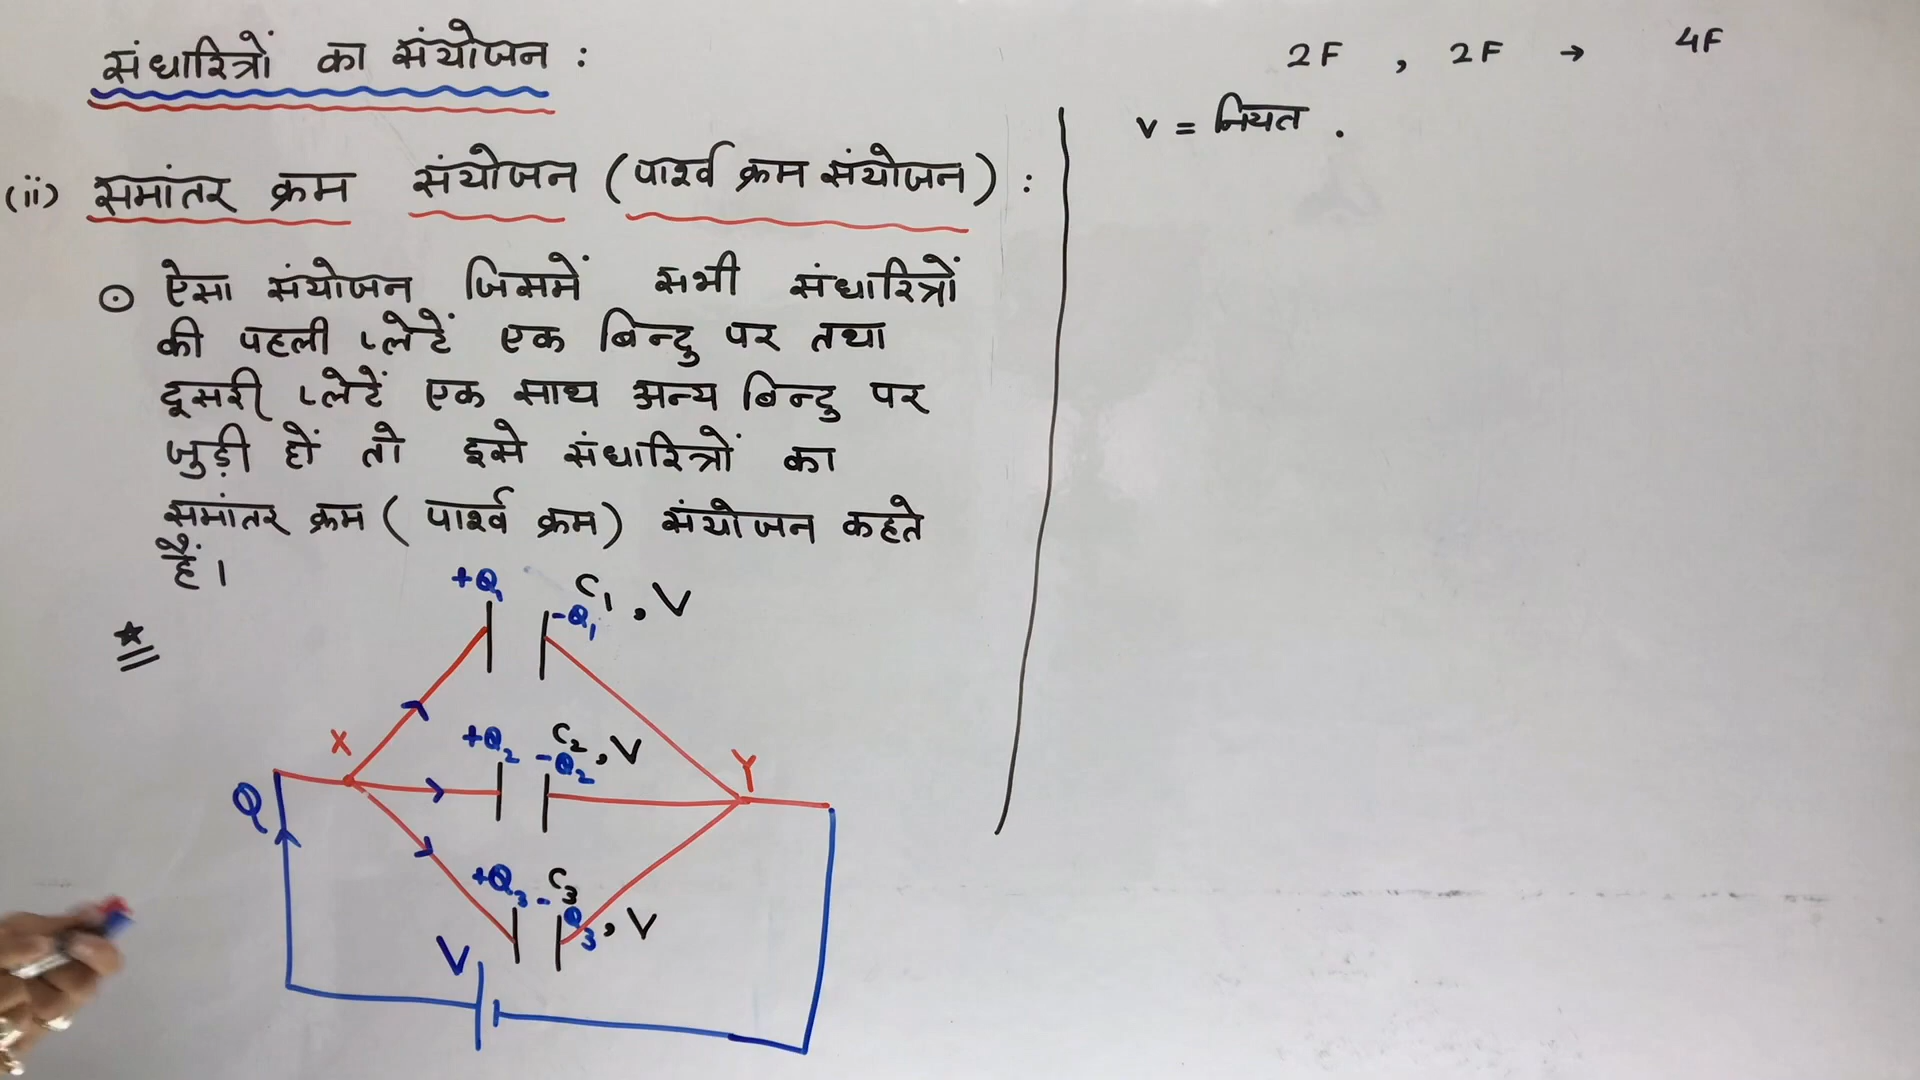 संधारित्रों का संयोजन :
(ii) समांतर क्रम संयोजन (पार्श्व क्रम संयोजन) :
⊙ ऐसा संयोजन जिसमें सभी संधारित्रों
की पहली प्लेटें एक बिन्दु पर तथा
दूसरी प्लेटें एक साथ अन्य बिन्दु पर
जुड़ी हों तो इसे संधारित्रों का
समांतर क्रम ( पार्श्व क्रम) संयोजन कहते
हैं ।
+Q₁ -Q₁ C₁ , V
X
+Q₂ -Q₂ C₂ , V
Y
Q
+Q₃ -Q₃ C₃ , V
V
2F , 2F → 4F
V = नियत .